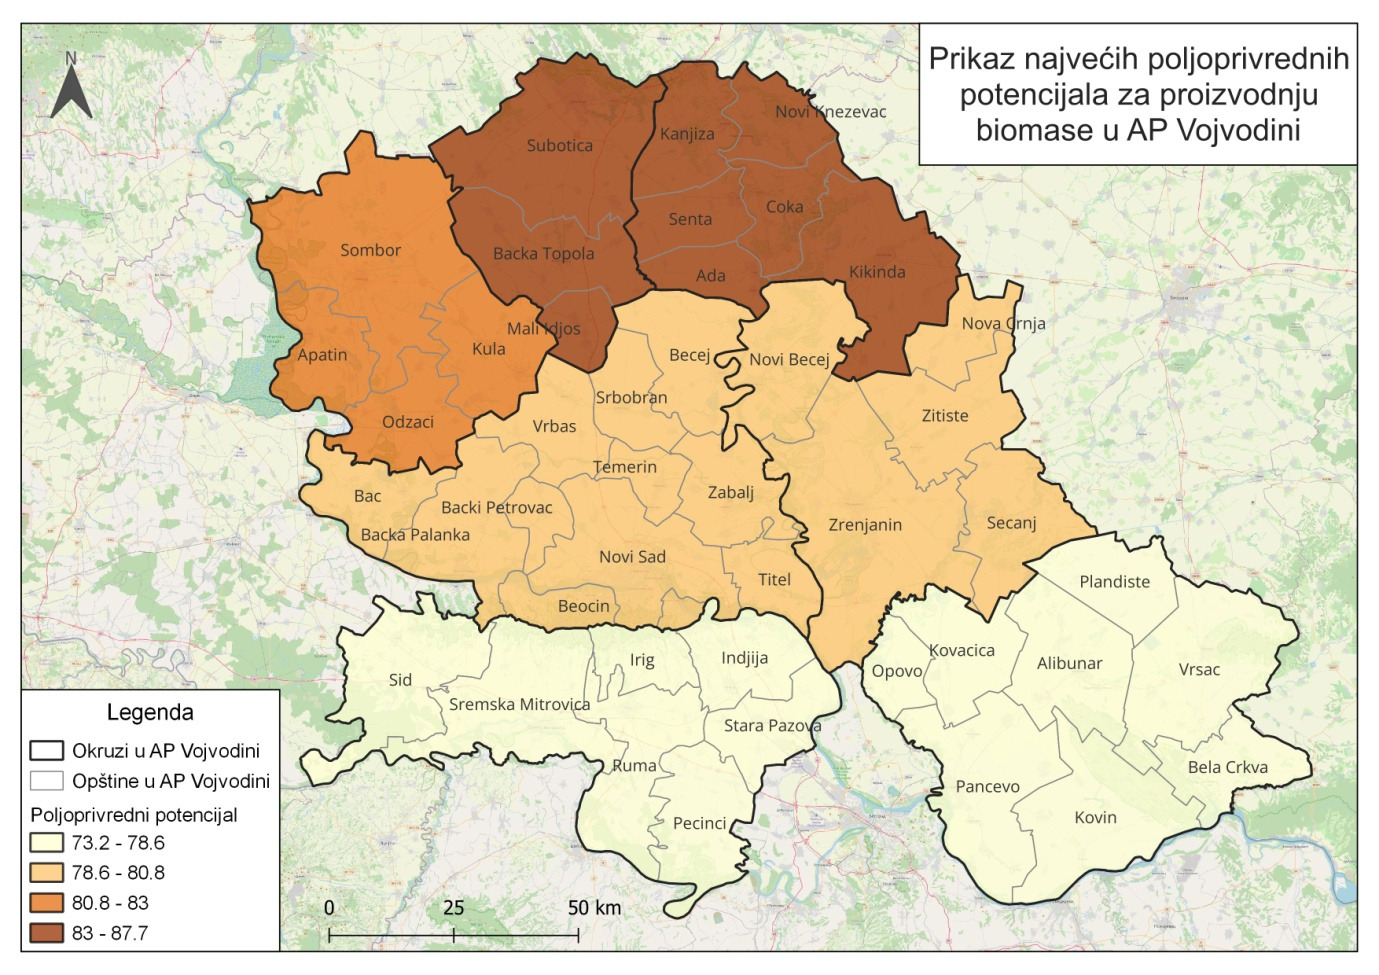 Prikaz najvećih poljoprivrednih
potencijala za proizvodnju
biomase u AP Vojvodini
N
Novi Knezevac
Kanjiza
Subotica
Coka
Senta
Sombor
Backa Topola
Ada
Kikinda
Nova Crnja
Mali Idjos
Kula
Apatin
Becej
Novi Becej
Srbobran
Zitiste
Odzaci
Vrbas
Temerin
Bac
Zabalj
Backi Petrovac
Backa Palanka
Zrenjanin
Secanj
Novi Sad
Titel
Plandiste
Beocin
Kovacica
Irig
Indjija
Opovo
Alibunar
Vrsac
Sid
Sremska Mitrovica
Stara Pazova
Ruma
Bela Crkva
Pancevo
Kovin
Pecinci
Legenda
Okruzi u AP Vojvodini
Opštine u AP Vojvodini
Poljoprivredni potencijal
73.2 - 78.6
78.6 - 80.8
80.8 - 83
83 - 87.7
0 25 50 km